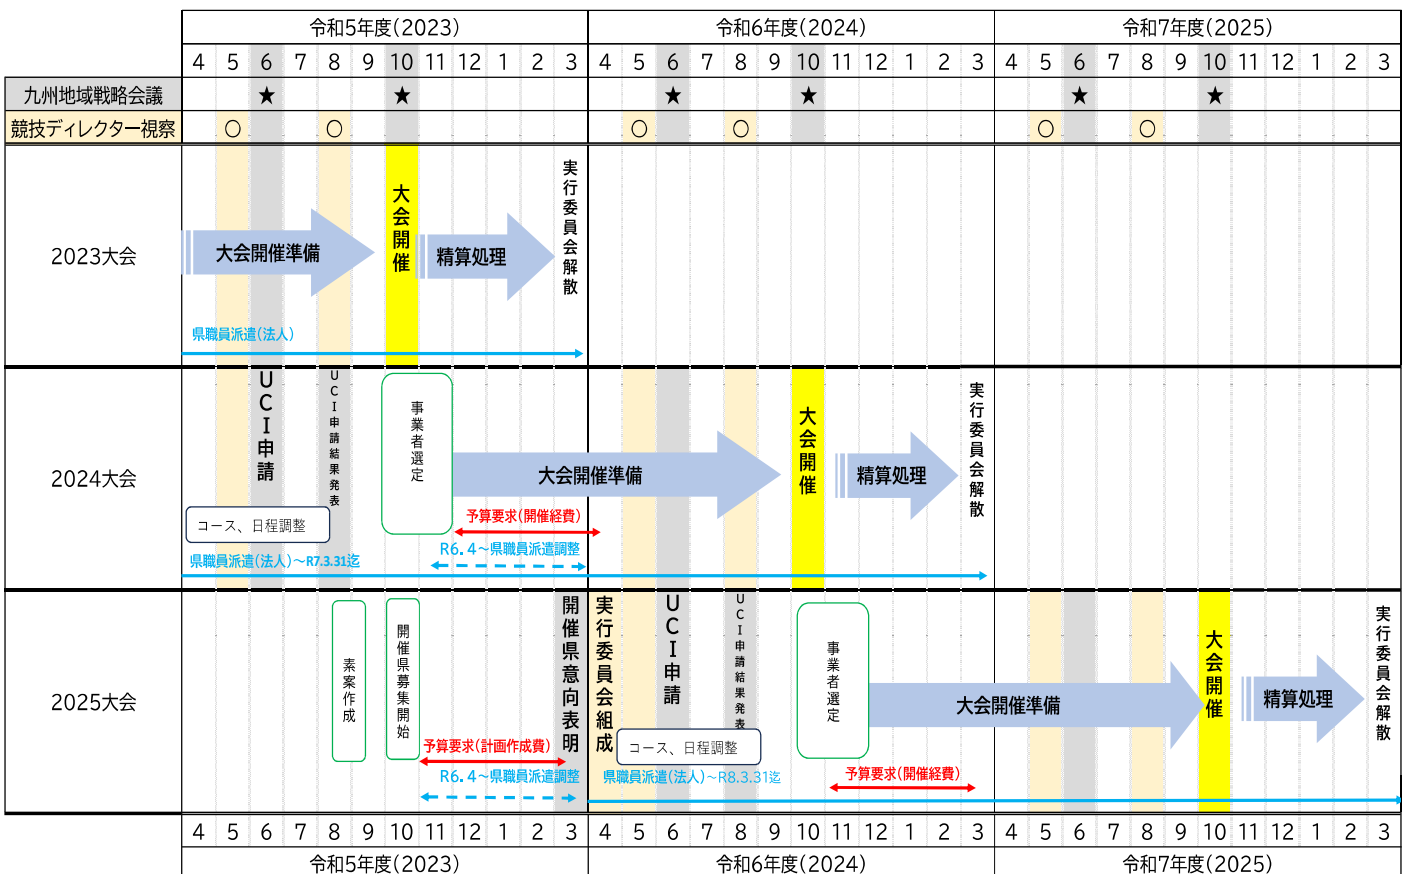 令和5年度(2023) 令和6年度(2024) 令和7年度(2025)
4 5 6 7 8 9 10 11 12 1 2 3 4 5 6 7 8 9 10 11 12 1 2 3 4 5 6 7 8 9 10 11 12 1 2 3
九州地域戦略会議 ★ ★ ★ ★ ★ ★
競技ディレクター視察 ○ ○ ○ ○ ○ ○
2023大会
大会開催準備
大会開催
精算処理
実行委員会解散
県職員派遣(法人)
2024大会
UCI申請
UCI申請結果発表
コース、日程調整
事業者選定
大会開催準備
予算要求(開催経費)
R6.4～県職員派遣調整
県職員派遣(法人)～R7.3.31迄
大会開催
精算処理
実行委員会解散
2025大会
素案作成
開催県募集開始
予算要求(計画作成費)
R6.4～県職員派遣調整
開催県意向表明
実行委員会組成
UCI申請
UCI申請結果発表
コース、日程調整
県職員派遣(法人)～R8.3.31迄
事業者選定
予算要求(開催経費)
大会開催準備
大会開催
精算処理
実行委員会解散
4 5 6 7 8 9 10 11 12 1 2 3 4 5 6 7 8 9 10 11 12 1 2 3 4 5 6 7 8 9 10 11 12 1 2 3
令和5年度(2023) 令和6年度(2024) 令和7年度(2025)